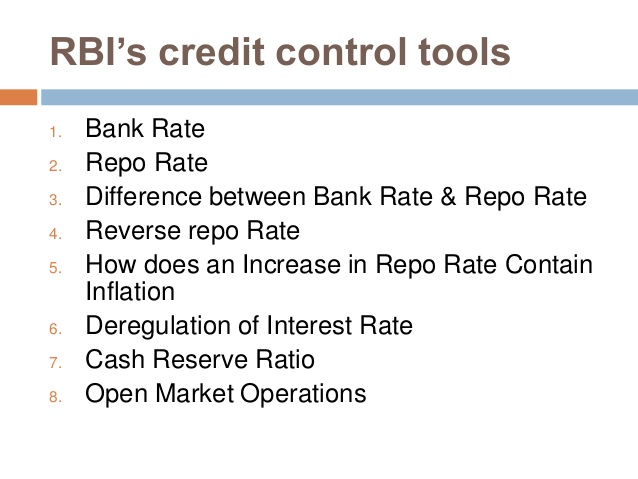 RBI's credit control tools
1. Bank Rate
2. Repo Rate
3. Difference between Bank Rate & Repo Rate
4. Reverse repo Rate
5. How does an Increase in Repo Rate Contain
Inflation
6. Deregulation of Interest Rate
7. Cash Reserve Ratio
8. Open Market Operations